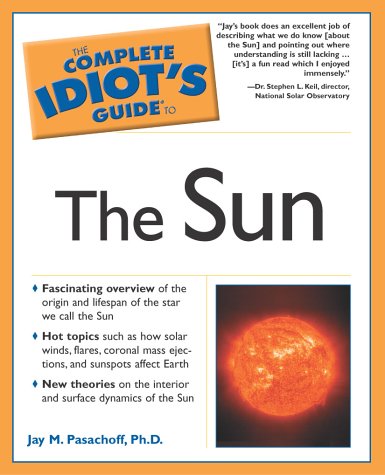 THE
COMPLETE
IDIOT'S
GUIDE® TO
"Jay's book does an excellent job of
describing what we do know [about
the Sun] and pointing out where
understanding is still lacking ...
[it's] a fun read which I enjoyed
immensely."
—Dr. Stephen L. Keil, director,
National Solar Observatory
The Sun
♦ Fascinating overview of the
origin and lifespan of the star
we call the Sun
♦ Hot topics such as how solar
winds, flares, coronal mass ejec-
tions, and sunspots affect Earth
♦ New theories on the interior
and surface dynamics of the Sun
Jay M. Pasachoff, Ph.D.